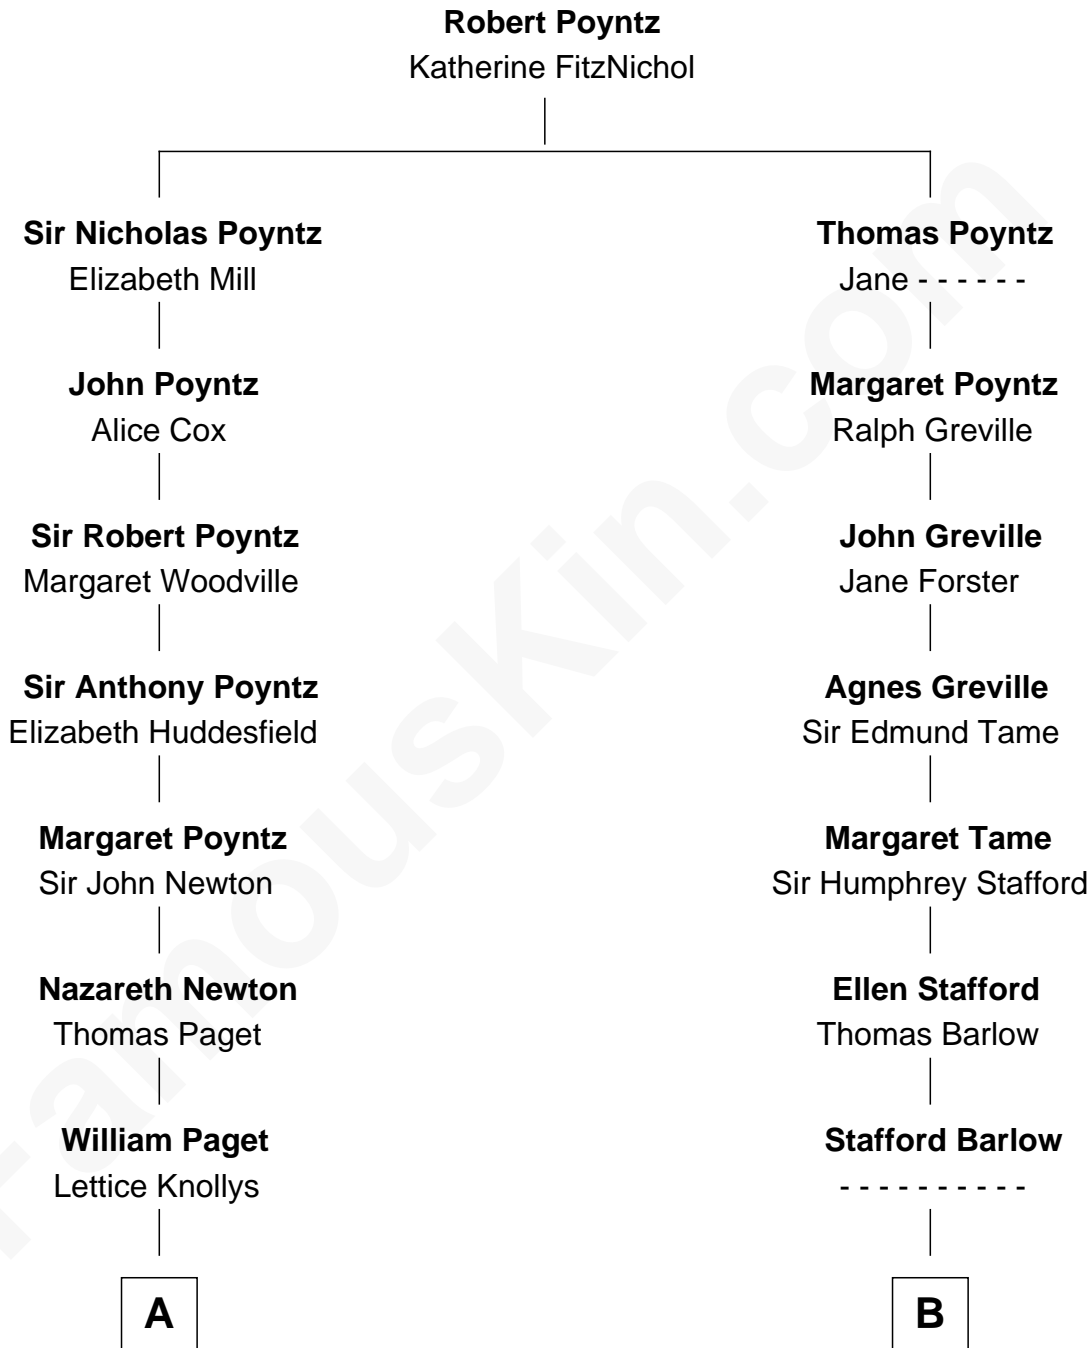 Robert Poyntz
Katherine FitzNichol
Sir Nicholas Poyntz
Elizabeth Mill
Thomas Poyntz
Jane - - - - - -
John Poyntz
Alice Cox
Margaret Poyntz
Ralph Greville
Sir Robert Poyntz
Margaret Woodville
John Greville
Jane Forster
Sir Anthony Poyntz
Elizabeth Huddesfield
Agnes Greville
Sir Edmund Tame
Margaret Poyntz
Sir John Newton
Margaret Tame
Sir Humphrey Stafford
Nazareth Newton
Thomas Paget
Ellen Stafford
Thomas Barlow
William Paget
Lettice Knollys
Stafford Barlow
- - - - - - - - - -
A
B
FamousKin.com